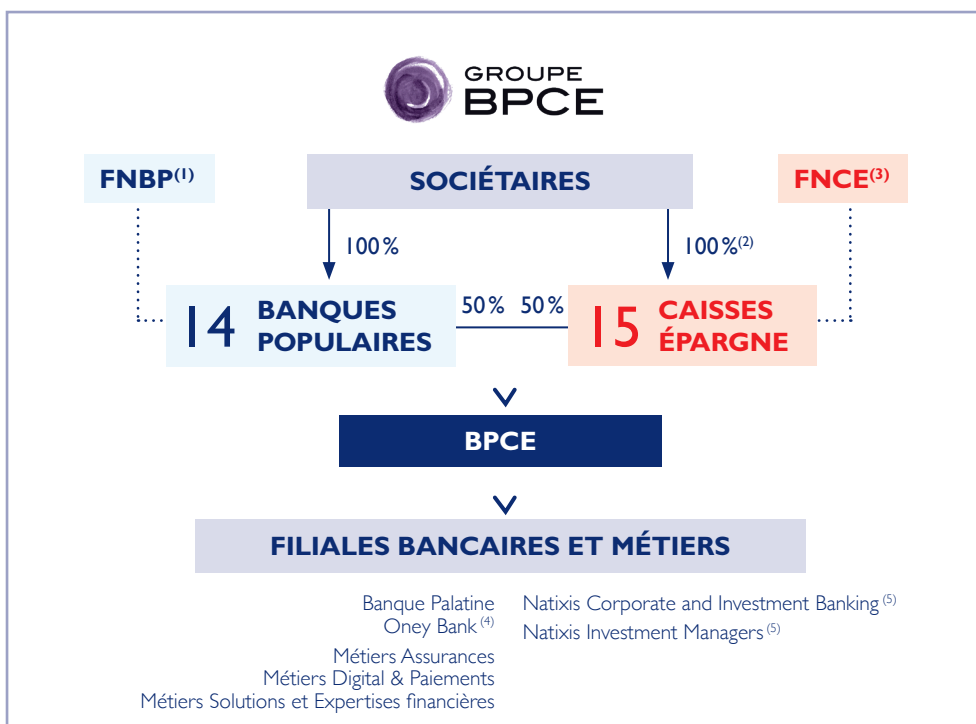 GROUPE
BPCE
FNBP(1)
SOCIÉTAIRES
FNCE(3)
100 %
100 %(2)
14 BANQUES
POPULAIRES
50 % 50 %
15 CAISSES
ÉPARGNE
BPCE
FILIALES BANCAIRES ET MÉTIERS
Banque Palatine
Oney Bank (4)
Métiers Assurances
Métiers Digital & Paiements
Métiers Solutions et Expertises financières
Natixis Corporate and Investment Banking (5)
Natixis Investment Managers (5)